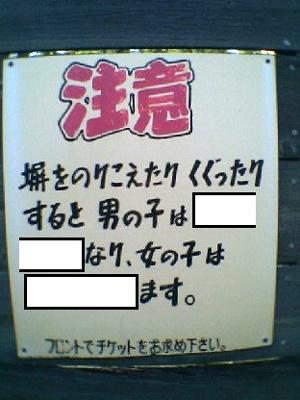 注意
塀をのりこえたりくぐったり
すると男の子は
なり、女の子は
ます。
フロントでチケットをお求め下さい。